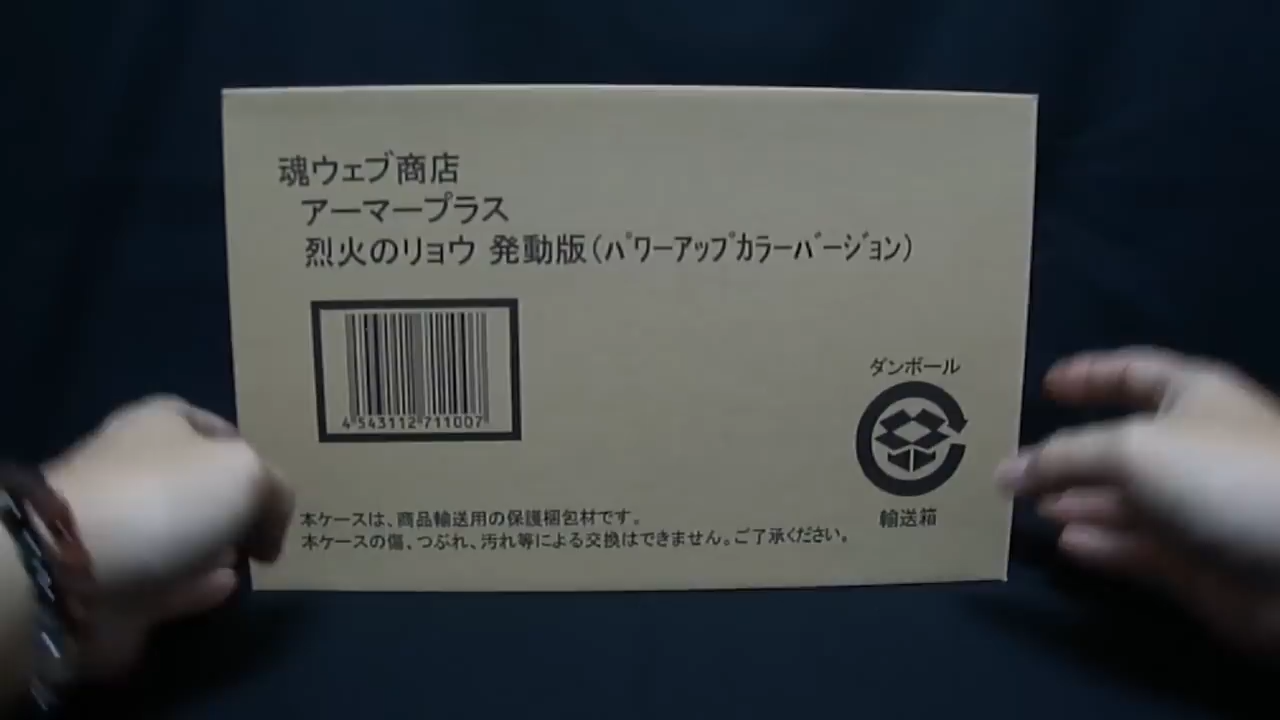 魂ウェブ商店
アーマープラス
烈火のリョウ 発動版(ﾊﾟﾜｰｱｯﾌﾟｶﾗｰﾊﾞｰｼﾞｮﾝ)
4 543112 711007
ダンボール
輸送箱
本ケースは、商品輸送用の保護梱包材です。
本ケースの傷、つぶれ、汚れ等による交換はできません。ご了承ください。